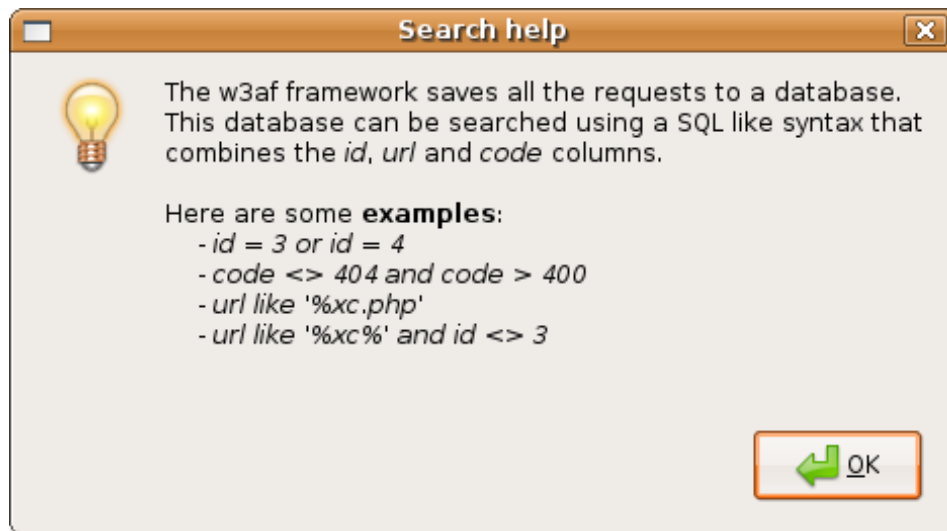 Search help
The w3af framework saves all the requests to a database.
This database can be searched using a SQL like syntax that
combines the id, url and code columns.
Here are some examples:
- id = 3 or id = 4
- code <> 404 and code > 400
- url like '%xc.php'
- url like '%xc%' and id <> 3
OK